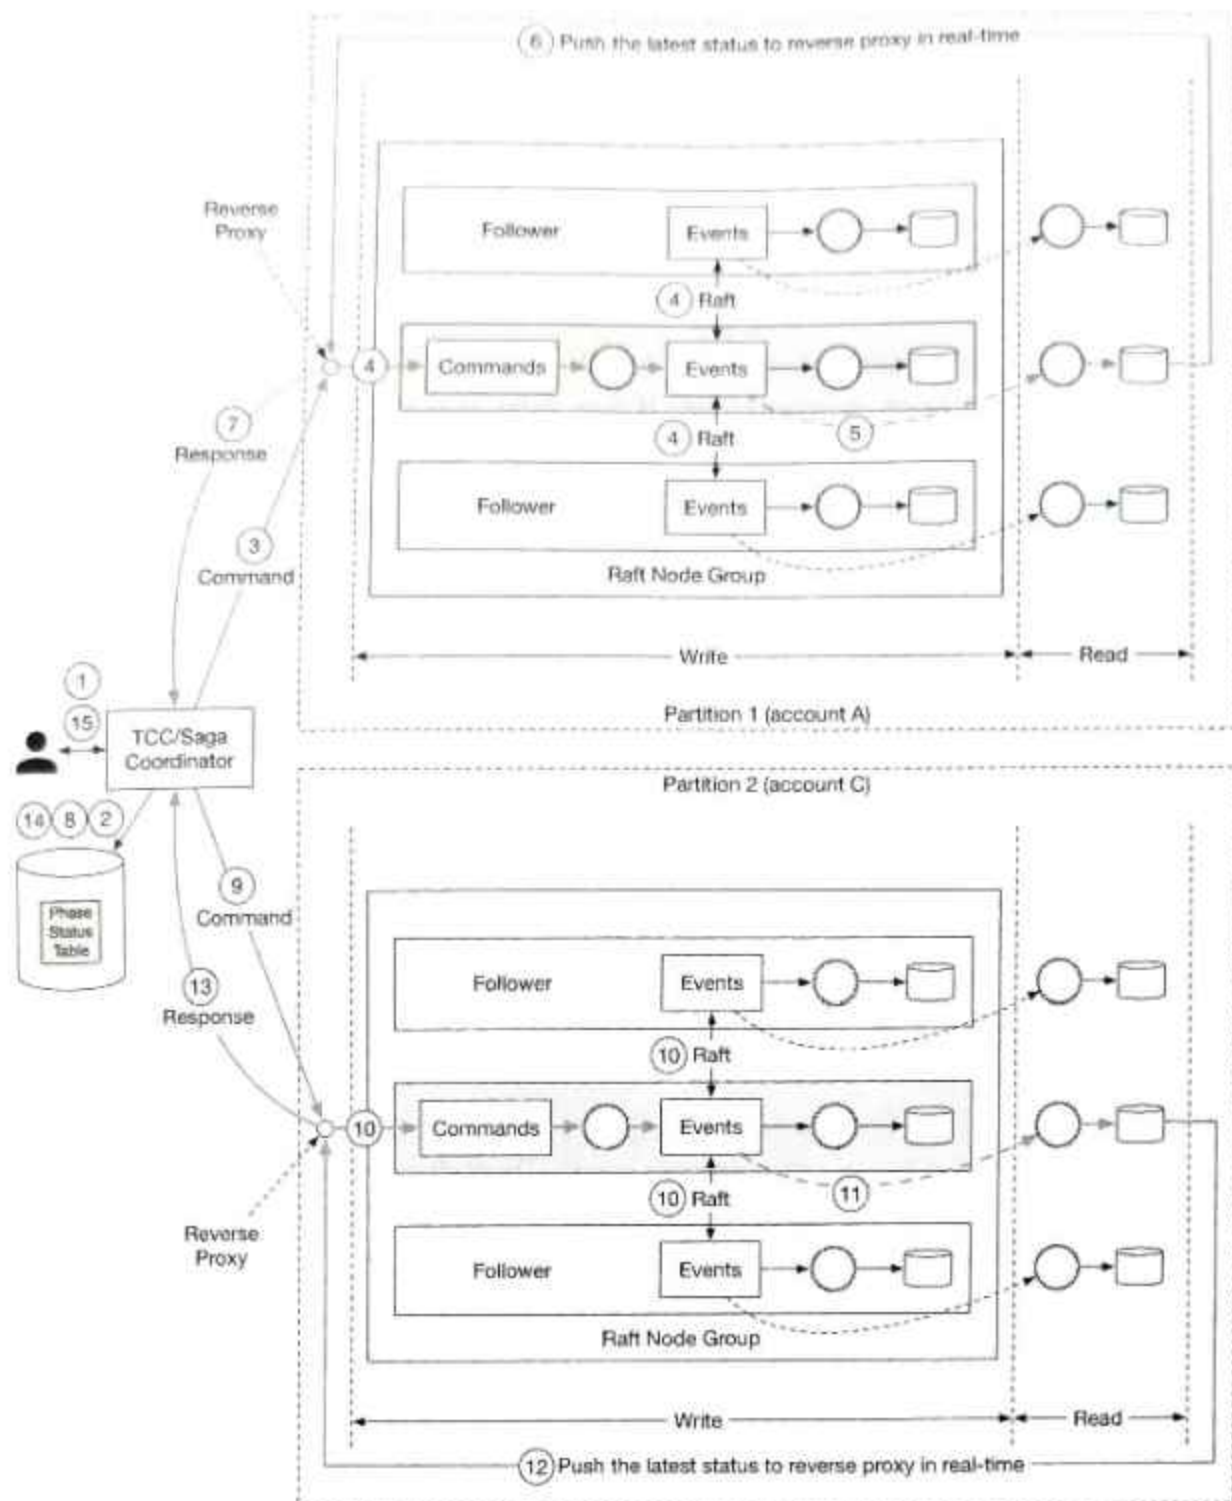 6 Push the latest status to reverse proxy in real-time
Reverse
Proxy
Follower
Events
4 Raft
4
Commands
Events
7
Response
4 Raft
5
Follower
Events
3
Command
Raft Node Group
Write
Read
1
15
Partition 1 (account A)
TCC/Saga
Coordinator
Partition 2 (account C)
14 8 2
9
Command
Phase
Status
Table
Follower
Events
13
Response
10 Raft
10
Commands
Events
10 Raft
11
Reverse
Proxy
Follower
Events
Raft Node Group
Write
Read
12 Push the latest status to reverse proxy in real-time